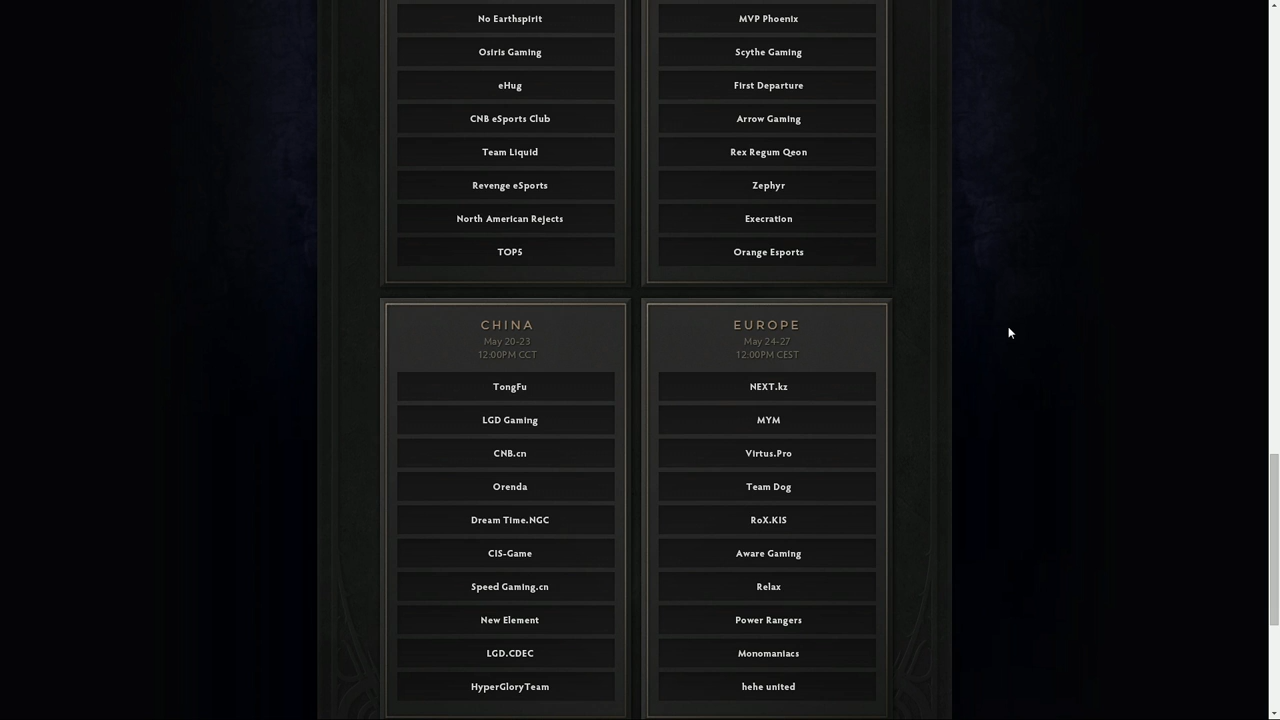 No Earthspirit
Osiris Gaming
eHug
CNB eSports Club
Team Liquid
Revenge eSports
North American Rejects
TOP5
MVP Phoenix
Scythe Gaming
First Departure
Arrow Gaming
Rex Regum Qeon
Zephyr
Execration
Orange Esports
CHINA
May 20-23
12:00PM CCT
TongFu
LGD Gaming
CNB.cn
Orenda
Dream Time.NGC
CIS-Game
Speed Gaming.cn
New Element
LGD.CDEC
HyperGloryTeam
EUROPE
May 24-27
12:00PM CEST
NEXT.kz
MYM
Virtus.Pro
Team Dog
RoX.KIS
Aware Gaming
Relax
Power Rangers
Monomaniacs
hehe united